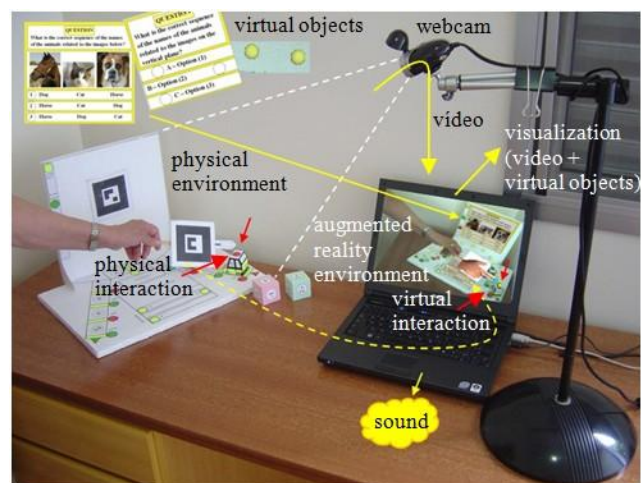 QUESTION
What is the correct sequence
of the names of the animals
related to the images on the
vertical plane?
A – Option (1)
B – Option (2)
C – Option (3)
QUESTION
What is the correct sequence of the names
of the animals related to the images below?
1 Dog Cat Horse
2 Horse Cat Dog
3 Horse Dog Cat
virtual objects
webcam
video
visualization
(video +
virtual objects)
physical
environment
augmented
reality
environment
physical
interaction
virtual
interaction
sound